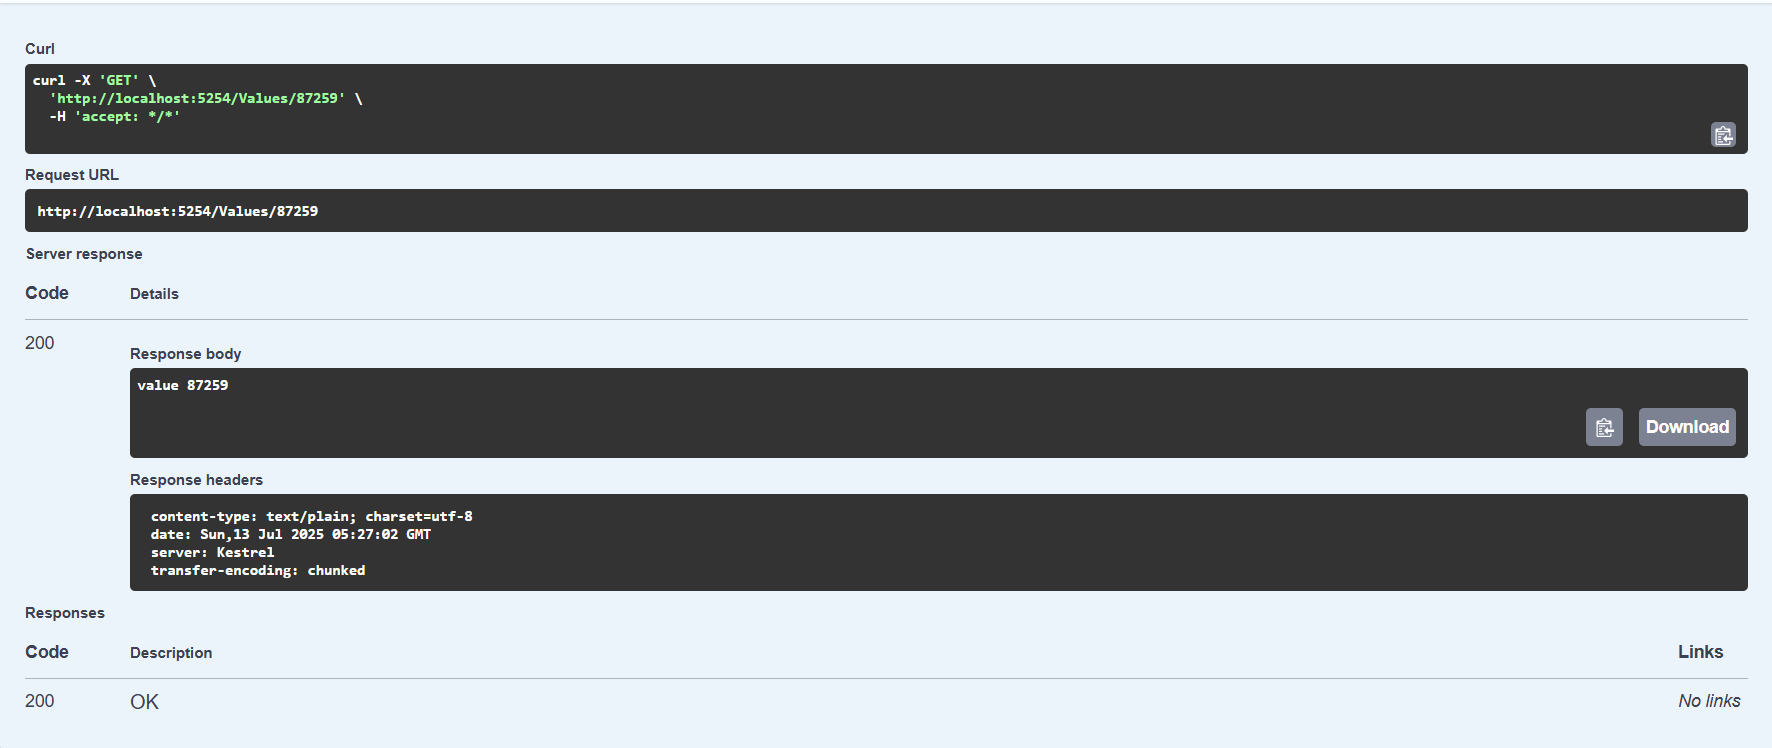 Curl
curl -X 'GET' \
  'http://localhost:5254/Values/87259' \
  -H 'accept: */*'
Request URL
http://localhost:5254/Values/87259
Server response
Code Details
200
Response body
value 87259
Download
Response headers
content-type: text/plain; charset=utf-8
date: Sun,13 Jul 2025 05:27:02 GMT
server: Kestrel
transfer-encoding: chunked
Responses
Code Description Links
200 OK No links